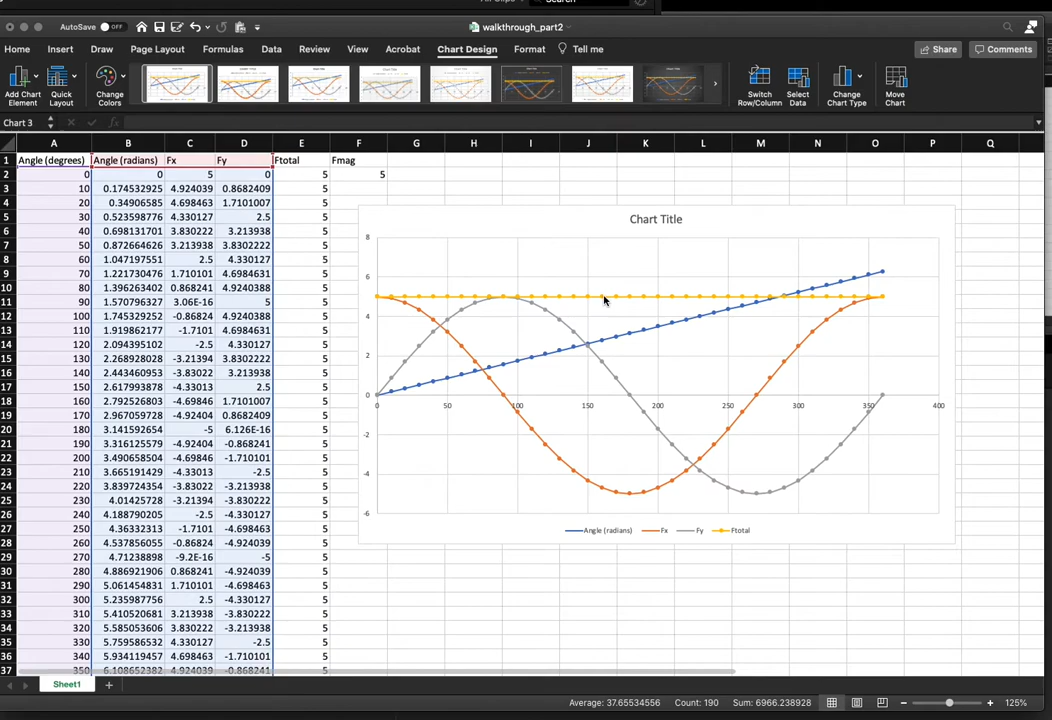 All Clips
Search
AutoSave OFF
walkthrough_part2
Home Insert Draw Page Layout Formulas Data Review View Acrobat Chart Design Format Tell me
Share Comments
Add Chart Element
Quick Layout
Change Colors
Switch Row/Column
Select Data
Change Chart Type
Move Chart
Chart 3
fx
A B C D E F G H I J K L M N O P Q
1 Angle (degrees) Angle (radians) Fx Fy Ftotal Fmag
2 0 0 5 0 5 5
3 10 0.174532925 4.924039 0.8682409 5
4 20 0.34906585 4.698463 1.7101007 5
5 30 0.523598776 4.330127 2.5 5
6 40 0.698131701 3.830222 3.213938 5
7 50 0.872664626 3.213938 3.8302222 5
8 60 1.047197551 2.5 4.330127 5
9 70 1.221730476 1.710101 4.6984631 5
10 80 1.396263402 0.868241 4.9240388 5
11 90 1.570796327 3.06E-16 5 5
12 100 1.745329252 -0.86824 4.9240388 5
13 110 1.919862177 -1.7101 4.6984631 5
14 120 2.094395102 -2.5 4.330127 5
15 130 2.268928028 -3.21394 3.8302222 5
16 140 2.443460953 -3.83022 3.213938 5
17 150 2.617993878 -4.33013 2.5 5
18 160 2.792526803 -4.69846 1.7101007 5
19 170 2.967059728 -4.92404 0.8682409 5
20 180 3.141592654 -5 6.126E-16 5
21 190 3.316125579 -4.92404 -0.868241 5
22 200 3.490658504 -4.69846 -1.710101 5
23 210 3.665191429 -4.33013 -2.5 5
24 220 3.839724354 -3.83022 -3.213938 5
25 230 4.01425728 -3.21394 -3.830222 5
26 240 4.188790205 -2.5 -4.330127 5
27 250 4.36332313 -1.7101 -4.698463 5
28 260 4.537856055 -0.86824 -4.924039 5
29 270 4.71238898 -9.2E-16 -5 5
30 280 4.886921906 0.868241 -4.924039 5
31 290 5.061454831 1.710101 -4.698463 5
32 300 5.235987756 2.5 -4.330127 5
33 310 5.410520681 3.213938 -3.830222 5
34 320 5.585053606 3.830222 -3.213938 5
35 330 5.759586532 4.330127 -2.5 5
36 340 5.934119457 4.698463 -1.710101 5
37 350 6.108652382 4.924039 -0.868241 5
Chart Title
8
6
4
2
0
-2
-4
-6
0 50 100 150 200 250 300 350 400
Angle (radians) Fx Fy Ftotal
Sheet1
Average: 37.65534556 Count: 190 Sum: 6966.238928 125%